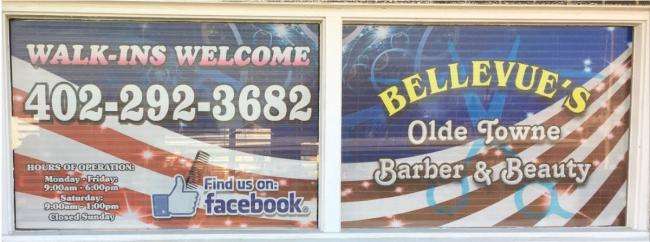 WALK-INS WELCOME
402-292-3682
HOURS OF OPERATION:
Monday - Friday:
9:00am - 6:00pm
Saturday:
9:00am - 1:00pm
Closed Sunday
Find us on:
facebook®
BELLEVUE'S
Olde Towne
Barber & Beauty